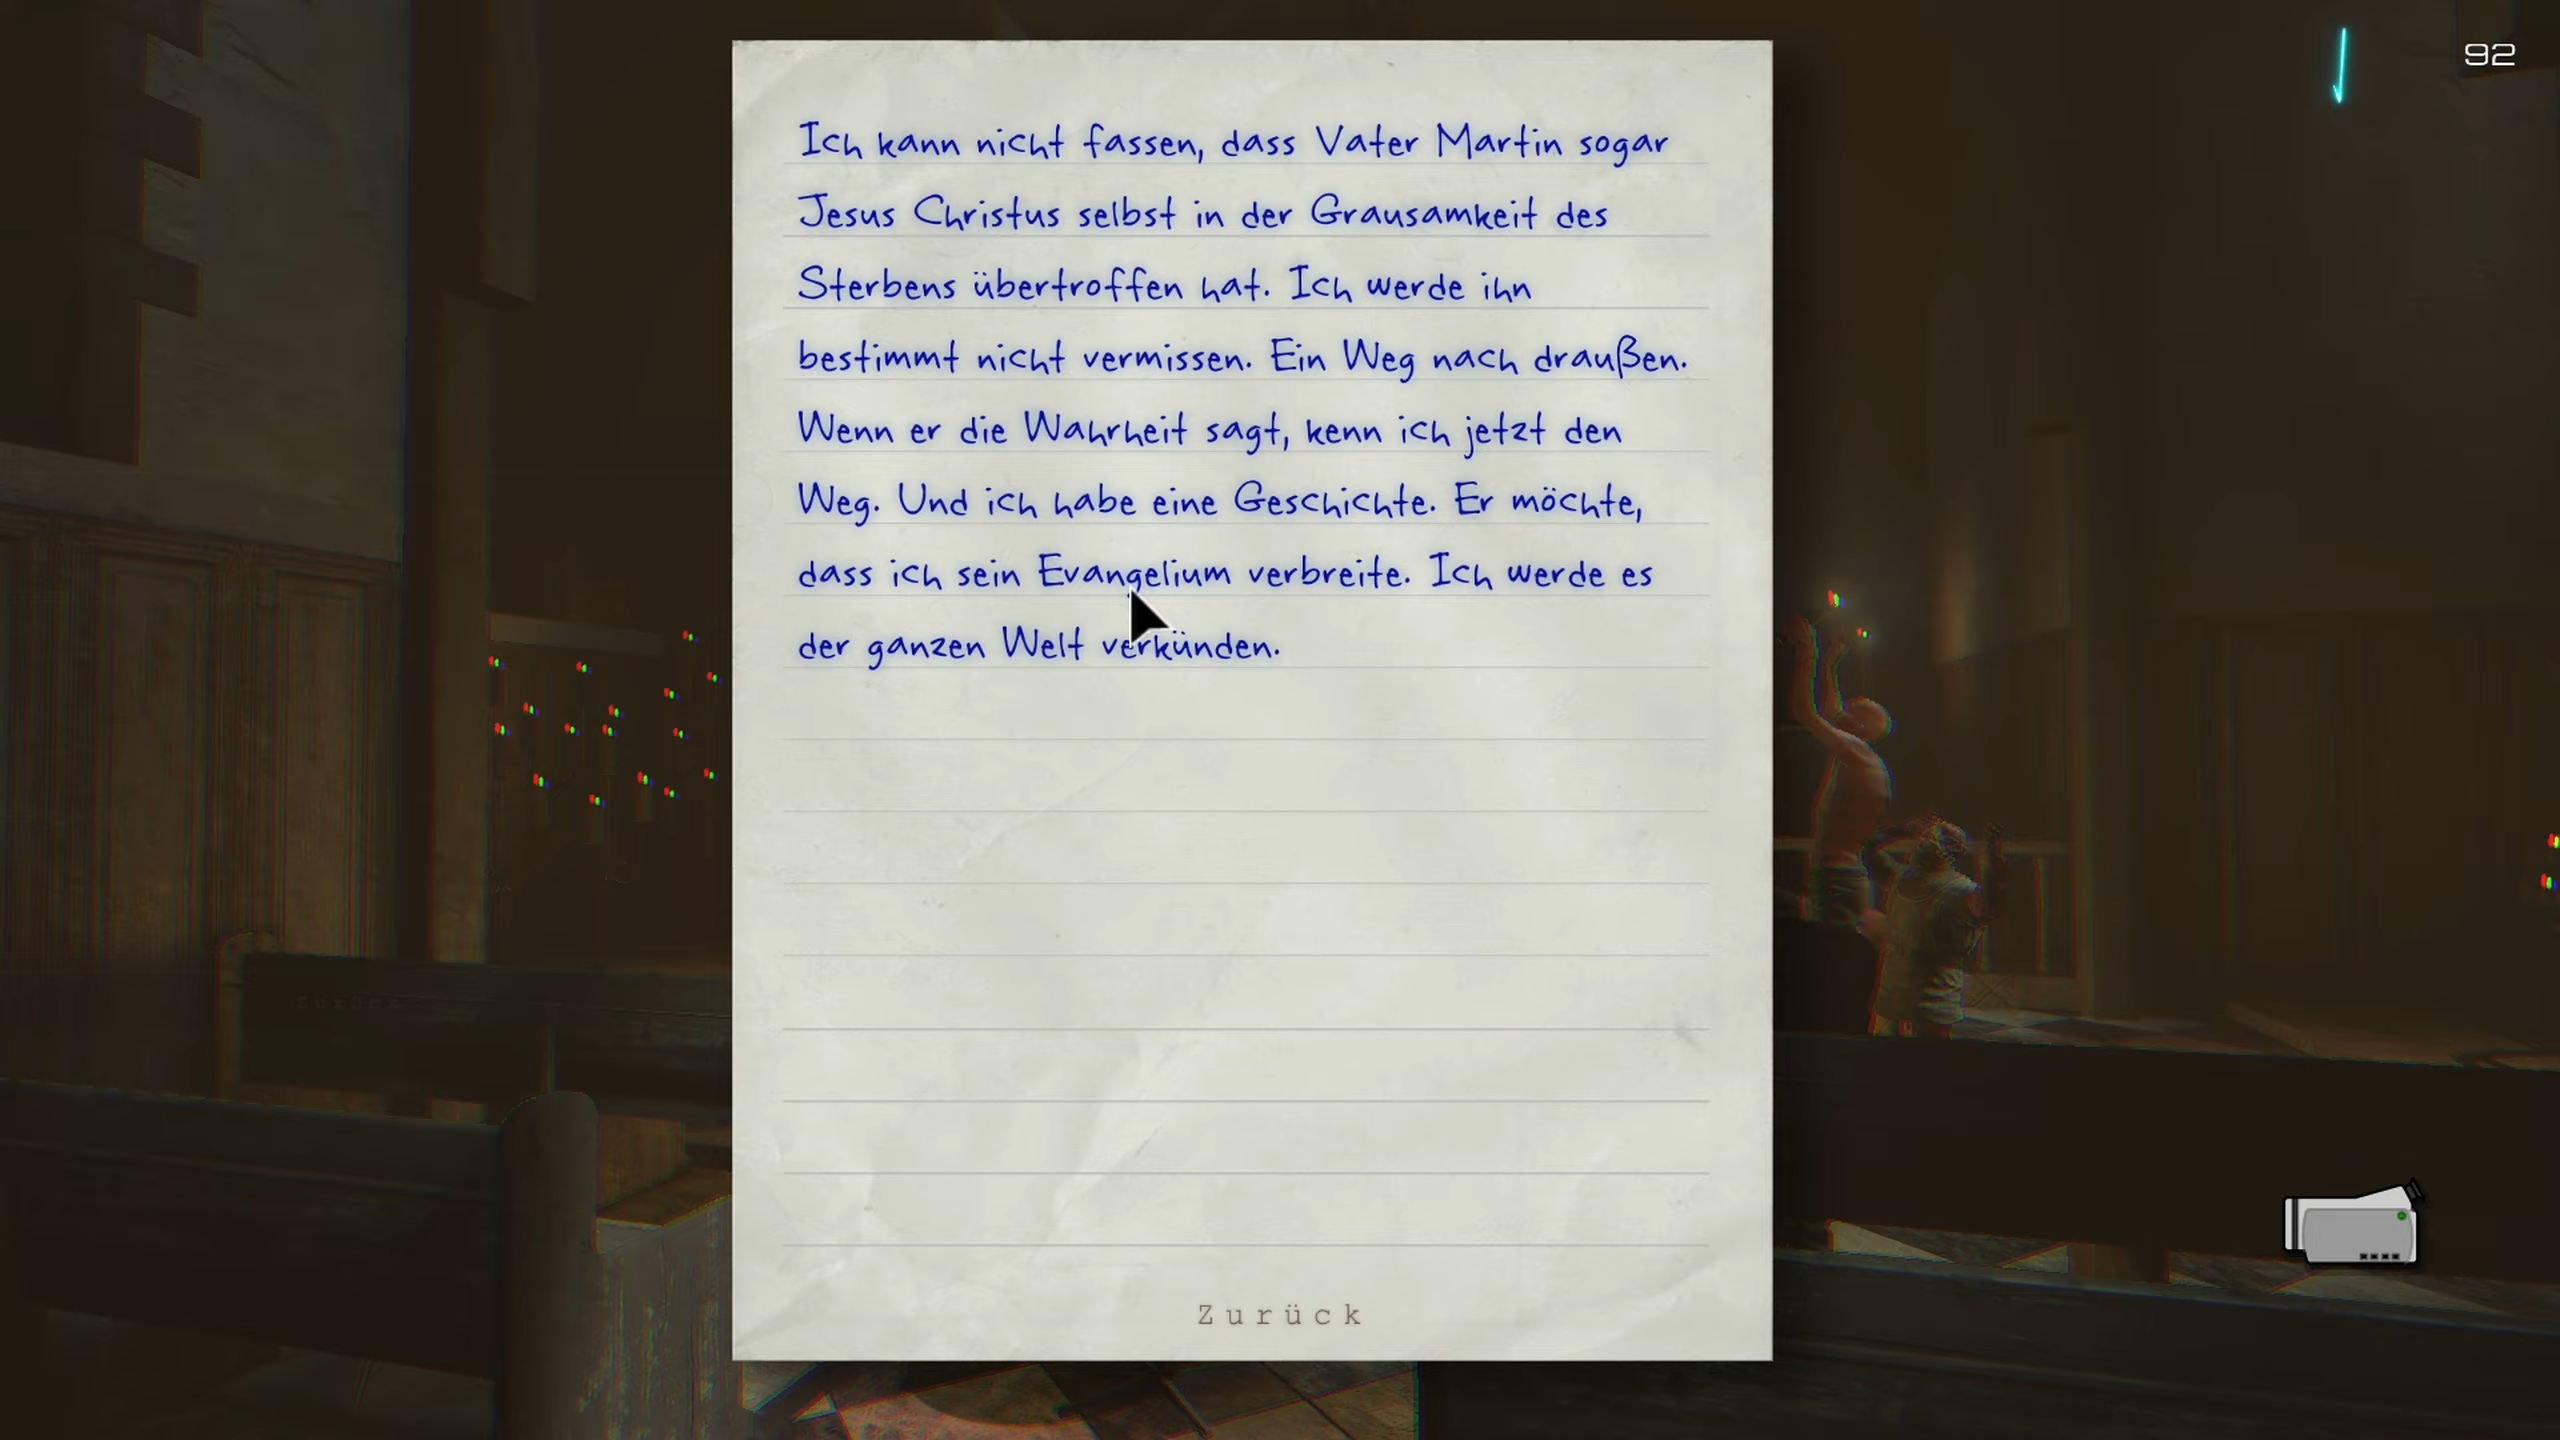 92
Ich kann nicht fassen, dass Vater Martin sogar
Jesus Christus selbst in der Grausamkeit des
Sterbens übertroffen hat. Ich werde ihn
bestimmt nicht vermissen. Ein Weg nach draußen.
Wenn er die Wahrheit sagt, kenn ich jetzt den
Weg. Und ich habe eine Geschichte. Er möchte,
dass ich sein Evangelium verbreite. Ich werde es
der ganzen Welt verkünden.
Zurück
Zurück